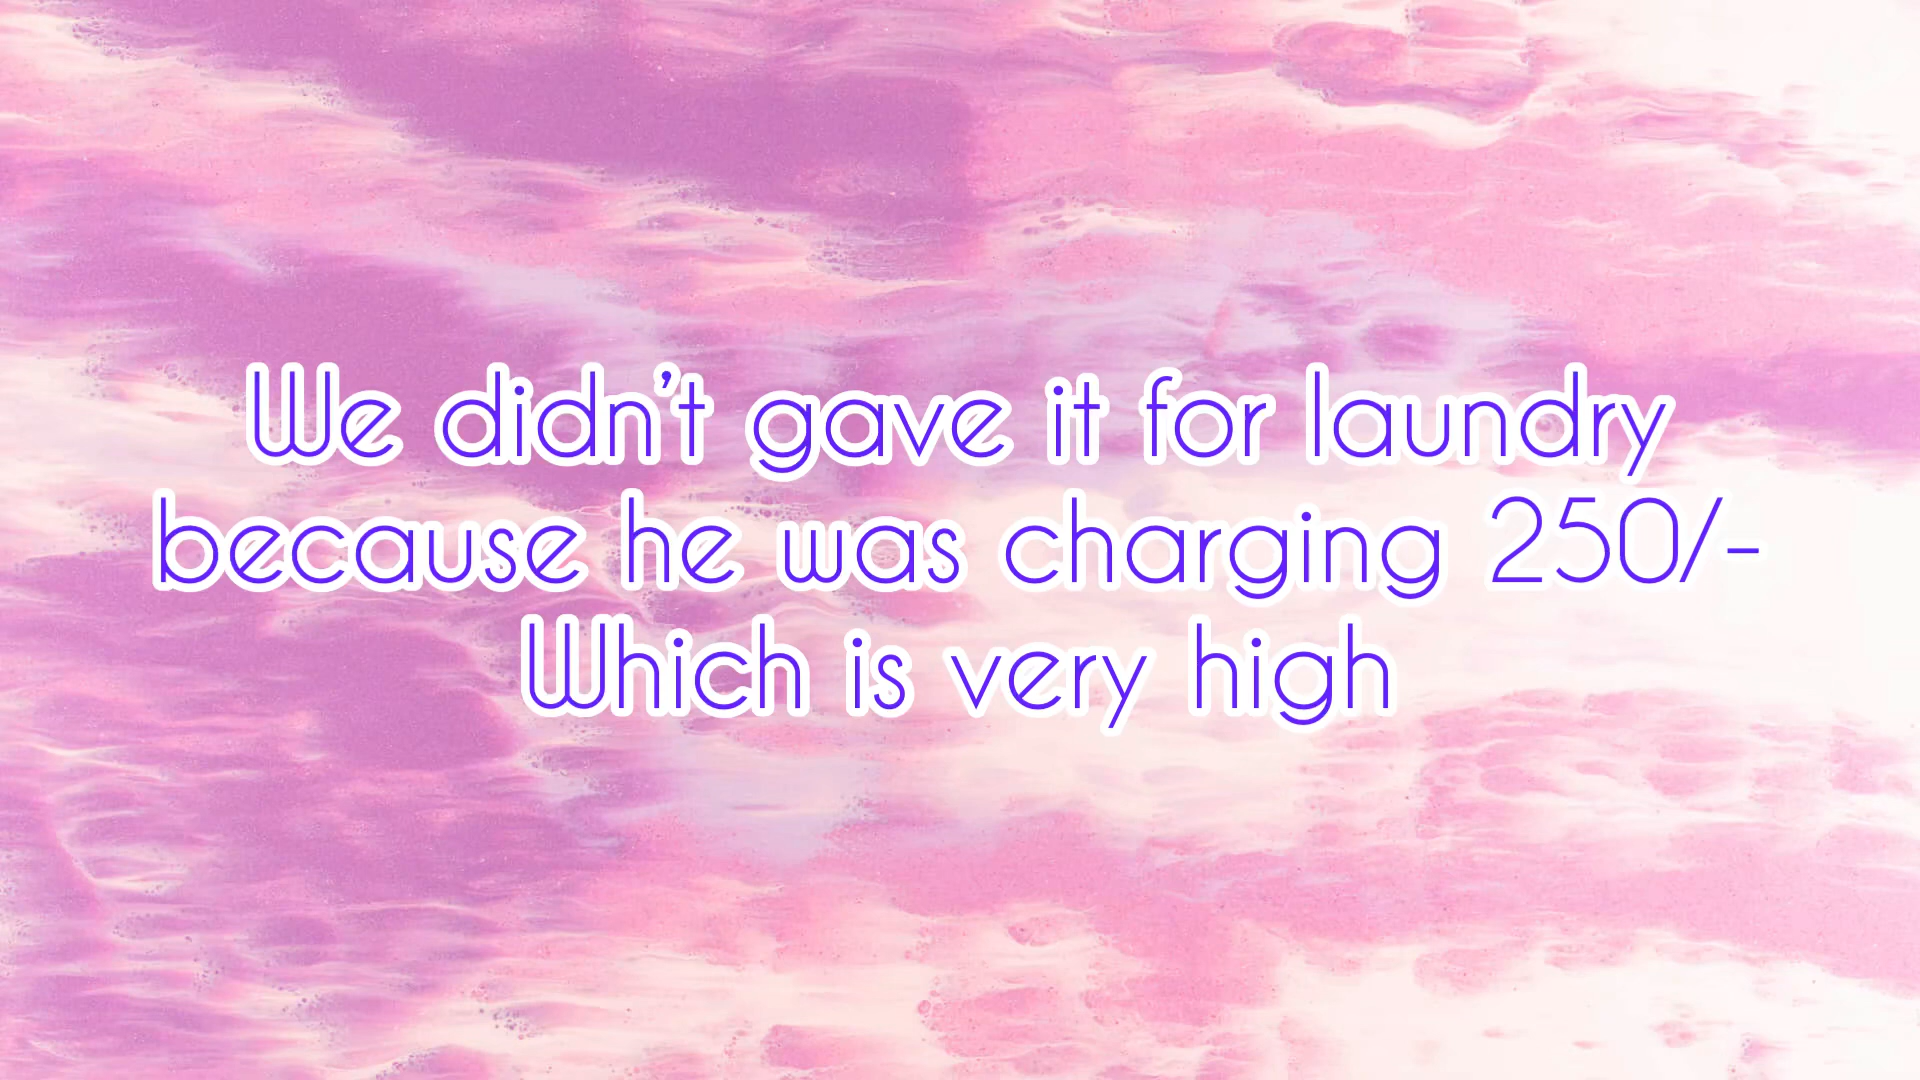 We didn't gave it for laundry
because he was charging 250/-
Which is very high